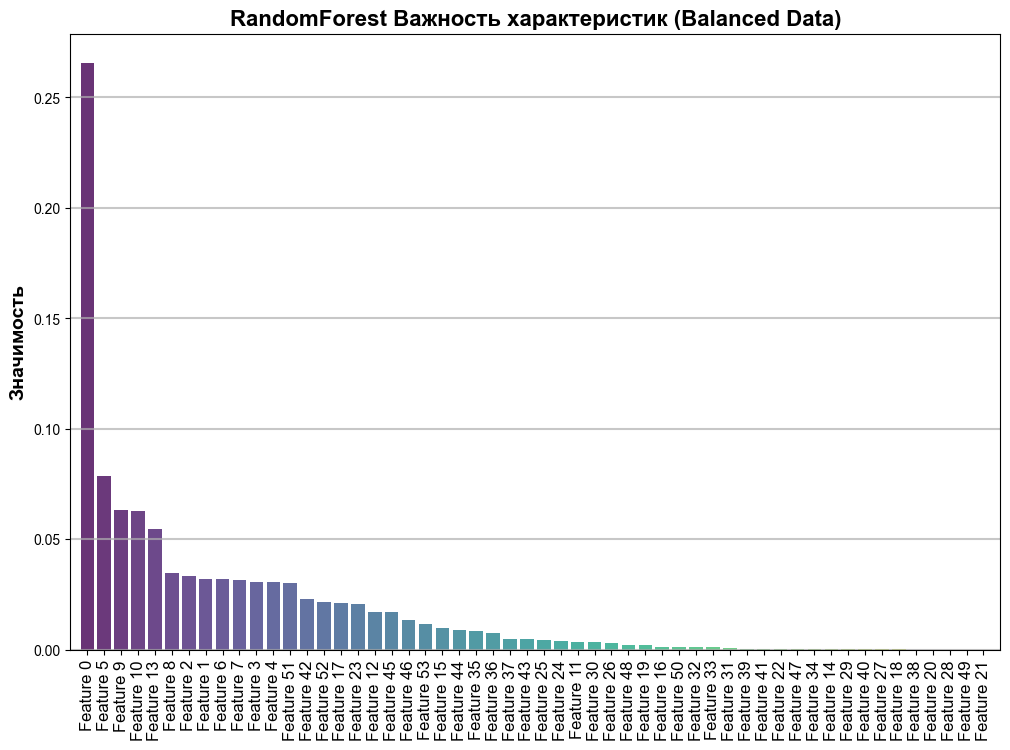 RandomForest Важность характеристик (Balanced Data)
Значимость
0.25
0.20
0.15
0.10
0.05
0.00
Feature 0
Feature 5
Feature 9
Feature 10
Feature 13
Feature 8
Feature 2
Feature 1
Feature 6
Feature 7
Feature 3
Feature 4
Feature 51
Feature 42
Feature 52
Feature 17
Feature 23
Feature 12
Feature 45
Feature 46
Feature 53
Feature 15
Feature 44
Feature 35
Feature 36
Feature 37
Feature 43
Feature 25
Feature 24
Feature 11
Feature 30
Feature 26
Feature 48
Feature 19
Feature 16
Feature 50
Feature 32
Feature 33
Feature 31
Feature 39
Feature 41
Feature 22
Feature 47
Feature 34
Feature 14
Feature 29
Feature 40
Feature 27
Feature 18
Feature 38
Feature 20
Feature 28
Feature 49
Feature 21